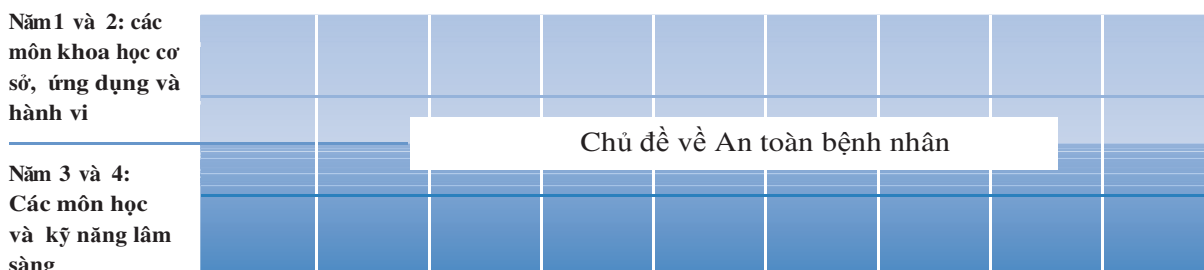 Năm 1 và 2: các
môn khoa học cơ
sở, ứng dụng và
hành vi
Chủ đề về An toàn bệnh nhân
Năm 3 và 4:
Các môn học
và kỹ năng lâm
sàng